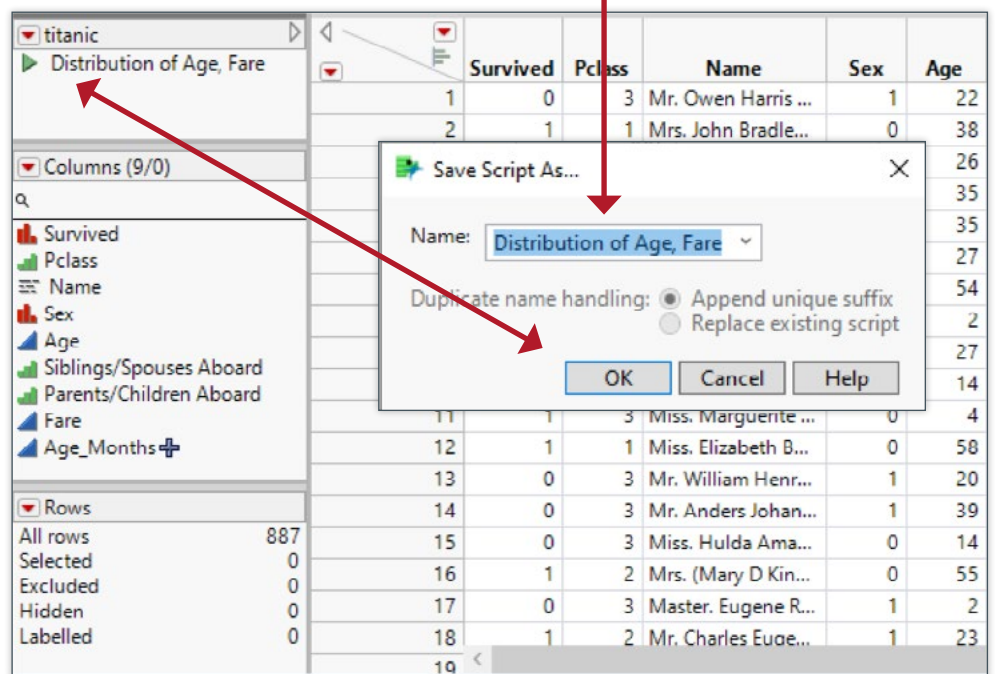 titanic
Distribution of Age, Fare
Columns (9/0)
Survived
Pclass
Name
Sex
Age
Siblings/Spouses Aboard
Parents/Children Aboard
Fare
Age_Months
Rows
All rows 887
Selected 0
Excluded 0
Hidden 0
Labelled 0
Survived Pclass Name Sex Age
1 0 3 Mr. Owen Harris ... 1 22
2 1 1 Mrs. John Bradle... 0 38
26
35
35
27
54
2
27
14
11 1 3 Miss. Marguerite ... 0 4
12 1 1 Miss. Elizabeth B... 0 58
13 0 3 Mr. William Henr... 1 20
14 0 3 Mr. Anders Johan... 1 39
15 0 3 Miss. Hulda Ama... 0 14
16 1 2 Mrs. (Mary D Kin... 0 55
17 0 3 Master. Eugene R... 1 2
18 1 2 Mr. Charles Euge... 1 23
19
Save Script As...
Name: Distribution of Age, Fare
Duplicate name handling: Append unique suffix
Replace existing script
OK Cancel Help